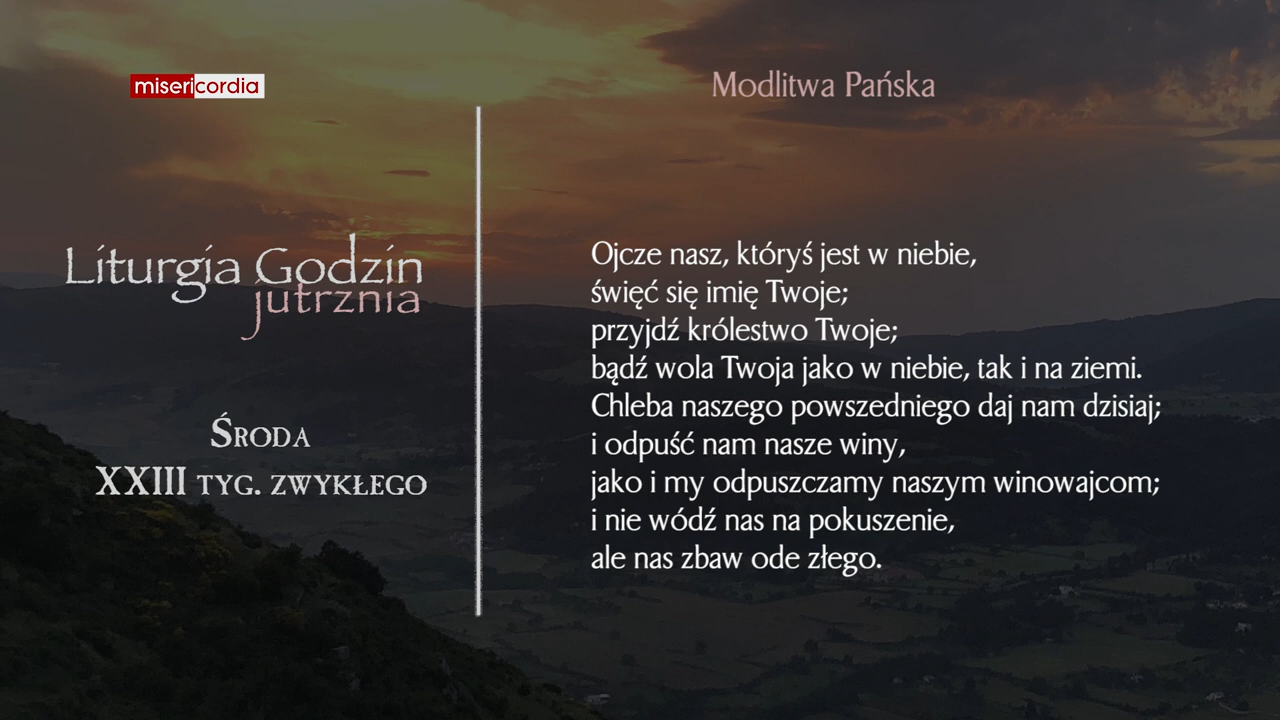 misericordia
Liturgia Godzin
jutrznia
Środa
XXIII tyg. zwykłego
Modlitwa Pańska
Ojcze nasz, któryś jest w niebie,
święć się imię Twoje;
przyjdź królestwo Twoje;
bądź wola Twoja jako w niebie, tak i na ziemi.
Chleba naszego powszedniego daj nam dzisiaj;
i odpuść nam nasze winy,
jako i my odpuszczamy naszym winowajcom;
i nie wódź nas na pokuszenie,
ale nas zbaw ode złego.